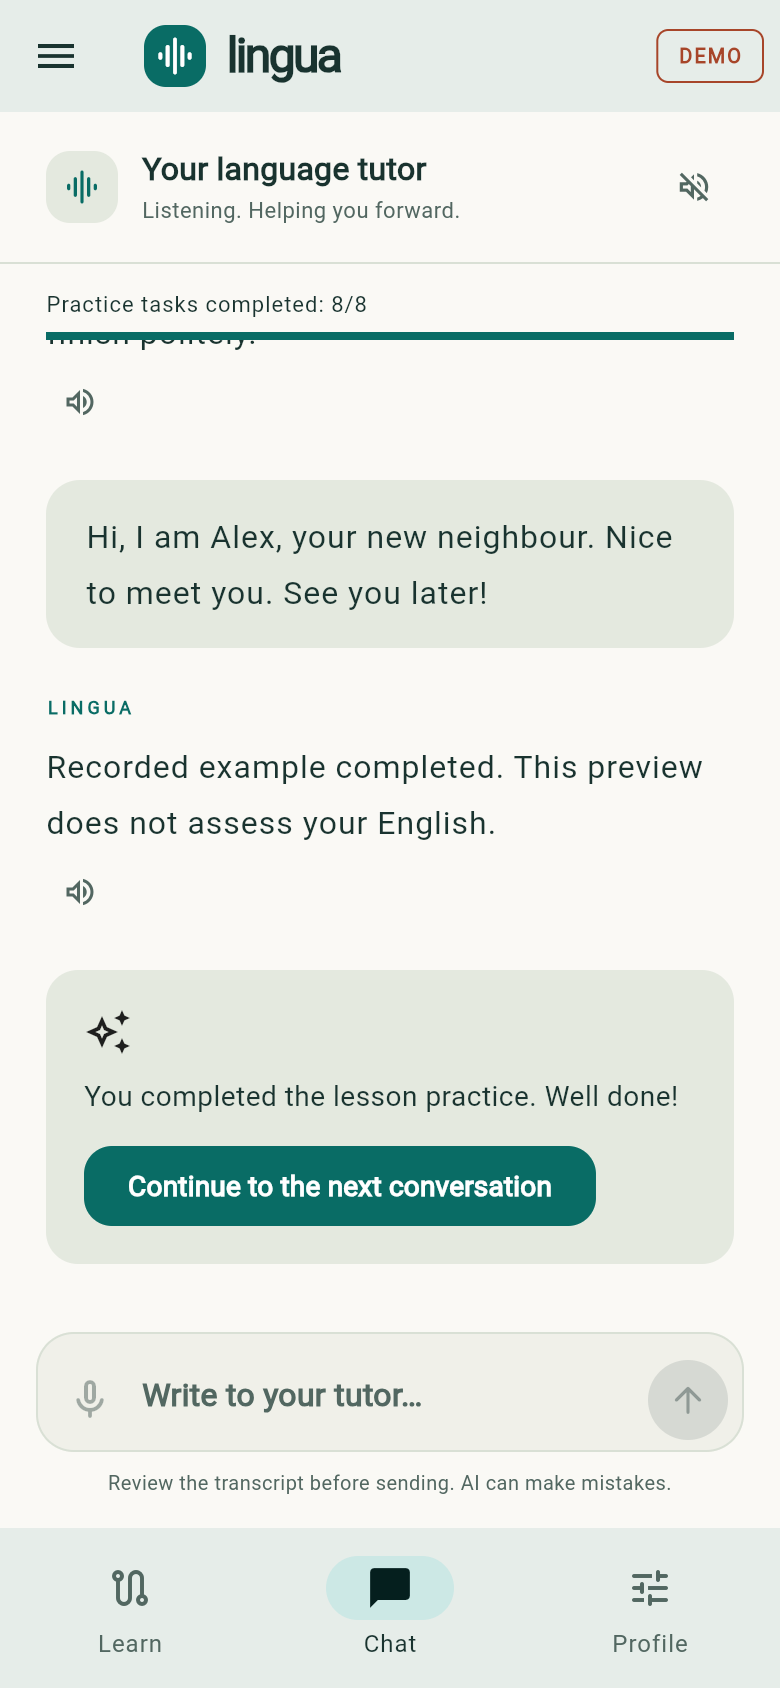 lingua
DEMO
Your language tutor
Listening. Helping you forward.
Practice tasks completed: 8/8
politely.
Hi, I am Alex, your new neighbour. Nice
to meet you. See you later!
LINGUA
Recorded example completed. This preview
does not assess your English.
You completed the lesson practice. Well done!
Continue to the next conversation
Write to your tutor…
Review the transcript before sending. AI can make mistakes.
Learn
Chat
Profile